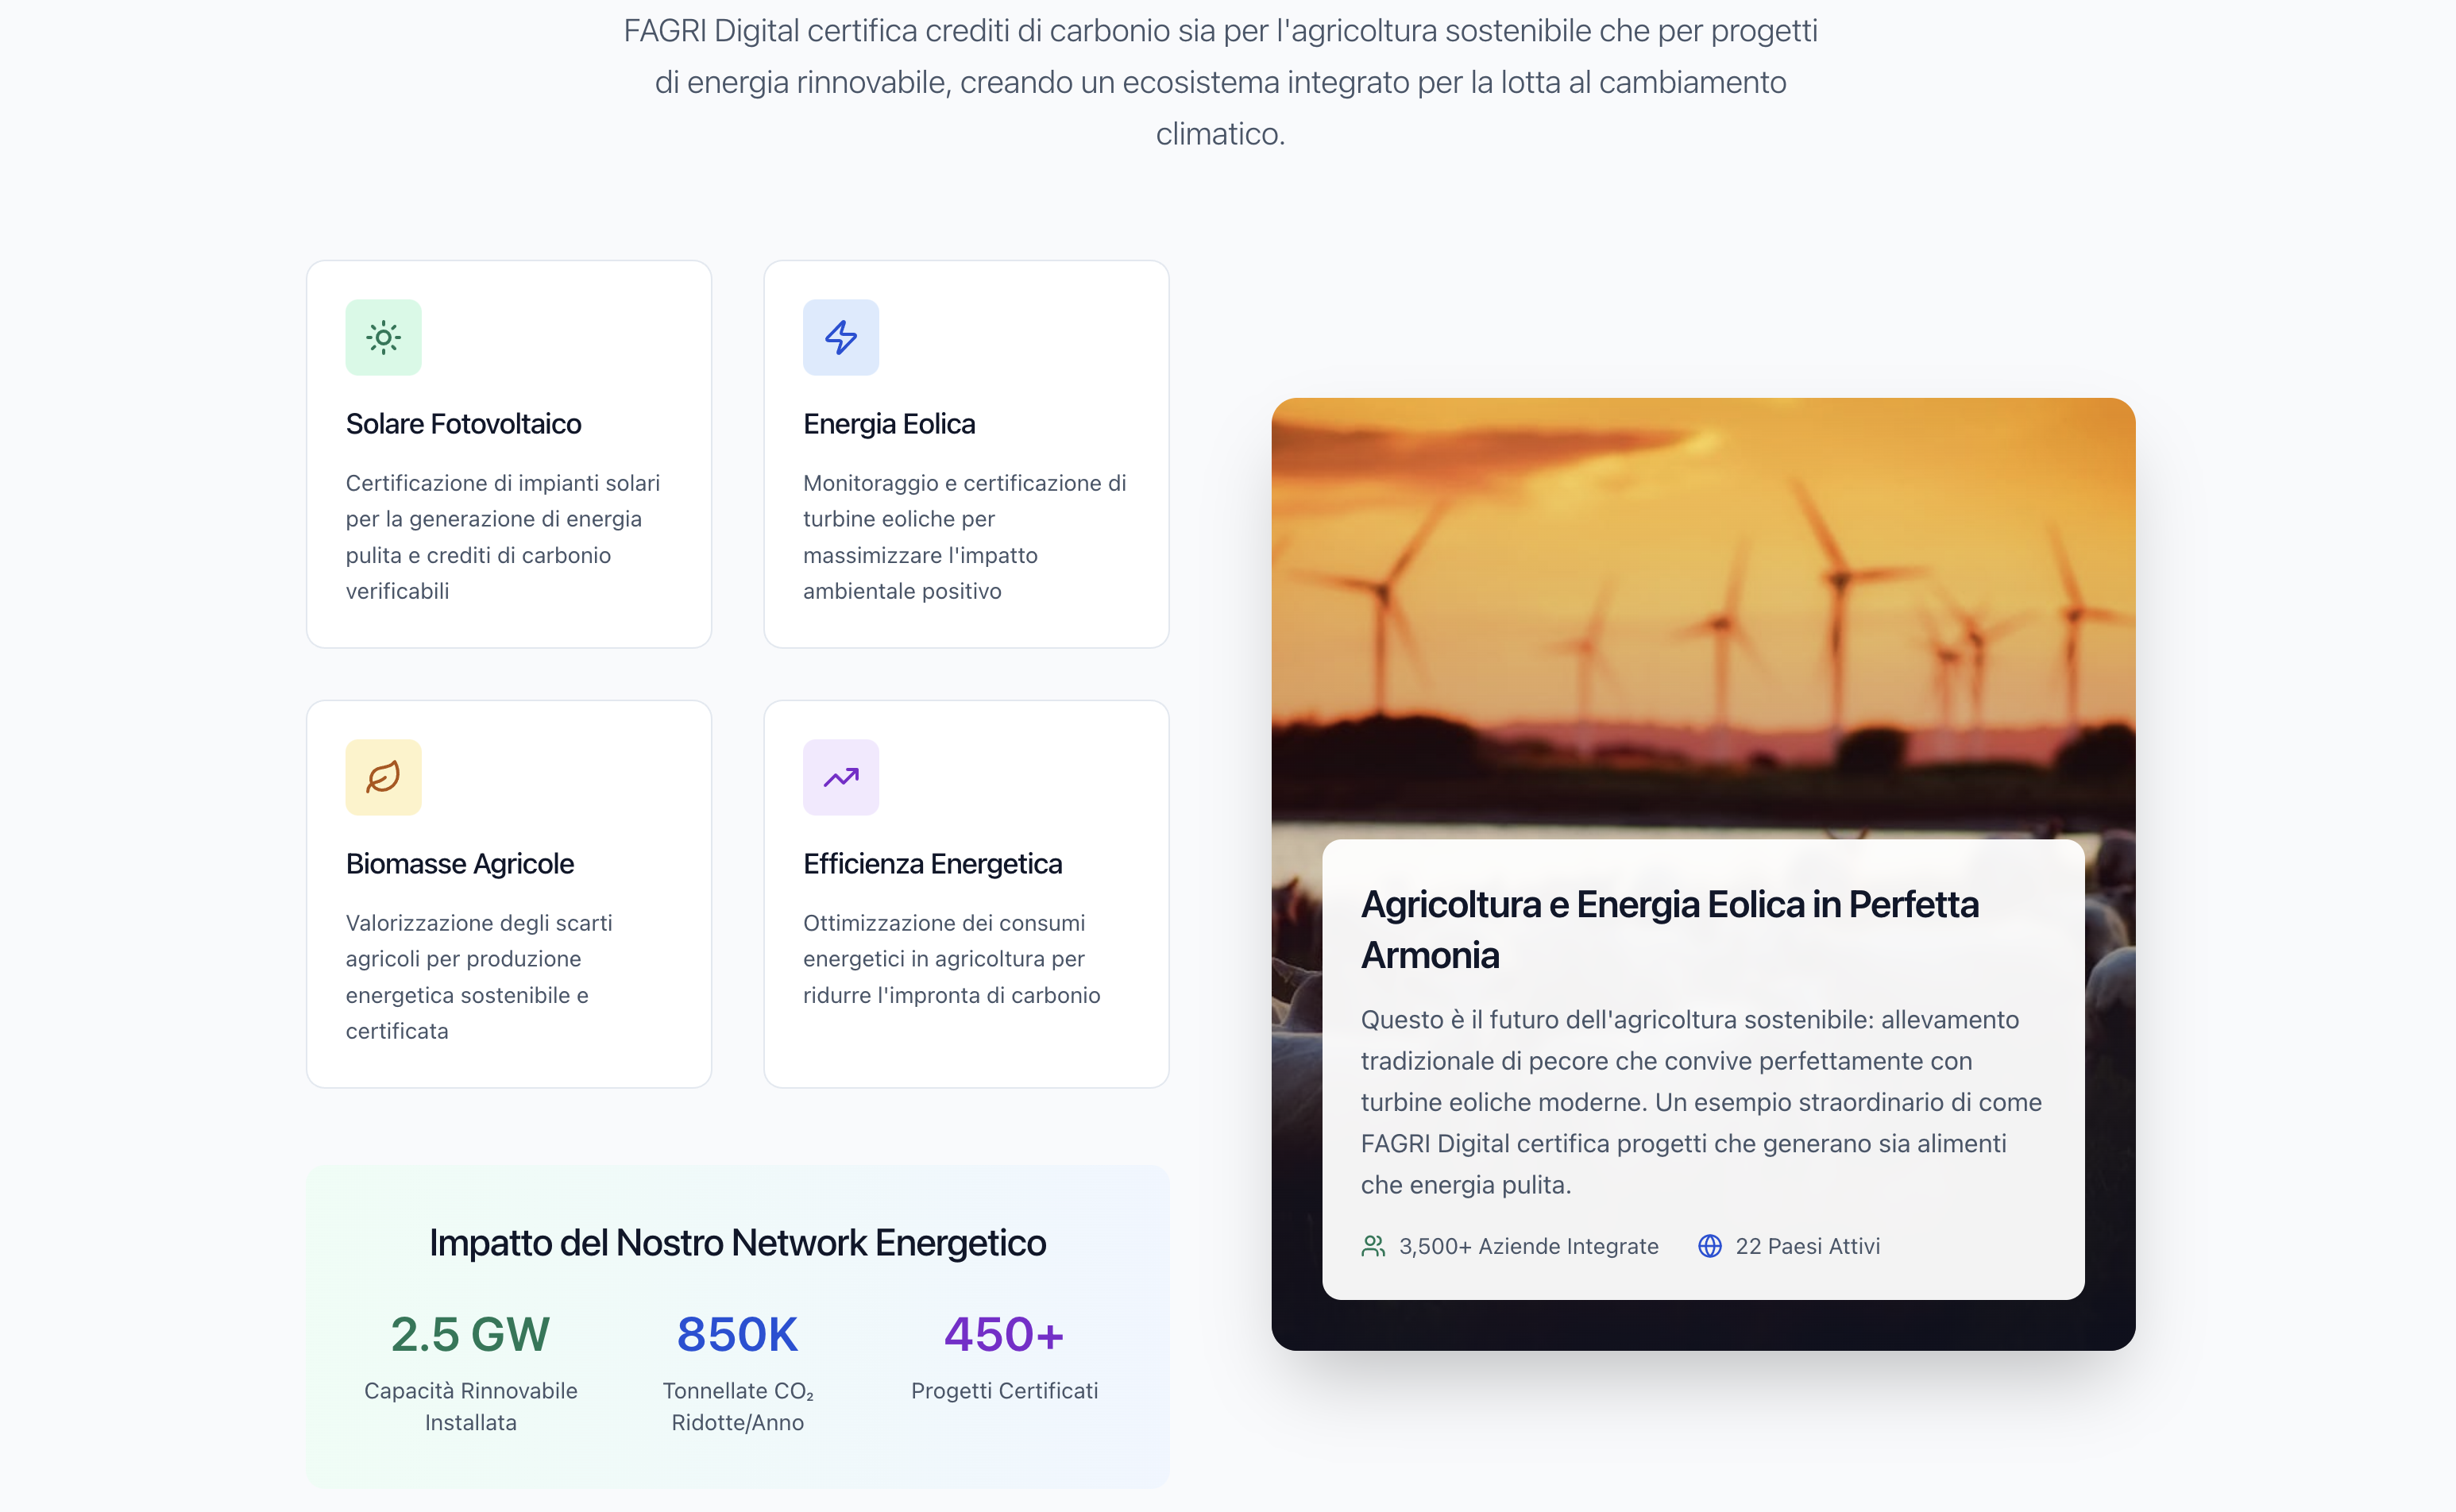 FAGRI Digital certifica crediti di carbonio sia per l'agricoltura sostenibile che per progetti
di energia rinnovabile, creando un ecosistema integrato per la lotta al cambiamento
climatico.
Solare Fotovoltaico
Certificazione di impianti solari
per la generazione di energia
pulita e crediti di carbonio
verificabili
Energia Eolica
Monitoraggio e certificazione di
turbine eoliche per
massimizzare l'impatto
ambientale positivo
Biomasse Agricole
Valorizzazione degli scarti
agricoli per produzione
energetica sostenibile e
certificata
Efficienza Energetica
Ottimizzazione dei consumi
energetici in agricoltura per
ridurre l'impronta di carbonio
Impatto del Nostro Network Energetico
2.5 GW
Capacità Rinnovabile
Installata
850K
Tonnellate CO₂
Ridotte/Anno
450+
Progetti Certificati
Agricoltura e Energia Eolica in Perfetta
Armonia
Questo è il futuro dell'agricoltura sostenibile: allevamento
tradizionale di pecore che convive perfettamente con
turbine eoliche moderne. Un esempio straordinario di come
FAGRI Digital certifica progetti che generano sia alimenti
che energia pulita.
3,500+ Aziende Integrate
22 Paesi Attivi